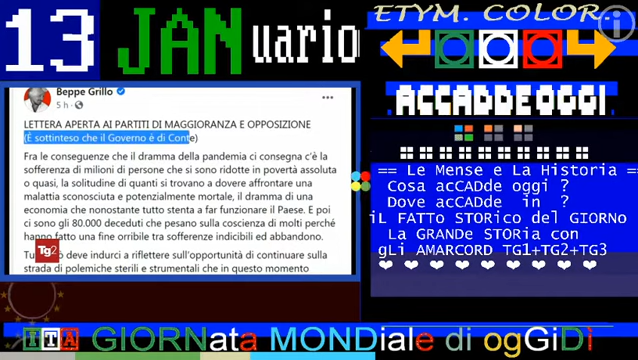 13 JANuario
ETYM. COLOR.
i
ACCADDEOGGI
Beppe Grillo
5 h ·
LETTERA APERTA AI PARTITI DI MAGGIORANZA E OPPOSIZIONE
(É sottinteso che il Governo è di Conte)
Fra le conseguenze che il dramma della pandemia ci consegna c'è la
sofferenza di milioni di persone che si sono ridotte in povertà assoluta
o quasi, la solitudine di quanti si trovano a dover affrontare una
malattia sconosciuta e potenzialmente mortale, il dramma di una
economia che nonostante tutto stenta a far funzionare il Paese. E poi
ci sono gli 80.000 deceduti che pesano sulla coscienza di molti perché
hanno fatto una fine orribile tra sofferenze indicibili ed abbandono.
Tu deve indurci a riflettere sull'opportunità di continuare sulla
strada di polemiche sterili e strumentali che in questo momento
Tg2
== Le Mense e La Historia ==
Cosa acCADde oggi ?
Dove acCADde in ?
iL FATTo STORico del GIORNo
La GRANDe STORia con
gLi AMARCORD TG1+TG2+TG3
ITA GIORNata MONDiale di ogGiDì